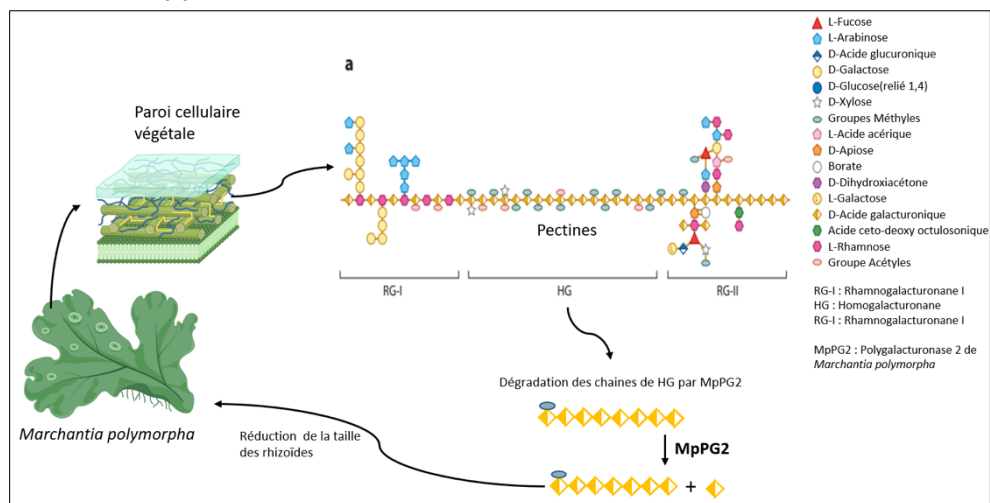 a
Paroi cellulaire
végétale
Pectines
RG-I
HG
RG-II
Dégradation des chaines de HG par MpPG2
MpPG2
+
Réduction de la taille
des rhizoïdes
Marchantia polymorpha
L-Fucose
L-Arabinose
D-Acide glucuronique
D-Galactose
D-Glucose(relié 1,4)
D-Xylose
Groupes Méthyles
L-Acide acérique
D-Apiose
Borate
D-Dihydroxiacétone
L-Galactose
D-Acide galacturonique
Acide ceto-deoxy octulosonique
L-Rhamnose
Groupe Acétyles
RG-I : Rhamnogalacturonane I
HG : Homogalacturonane
RG-I : Rhamnogalacturonane I
MpPG2 : Polygalacturonase 2 de
Marchantia polymorpha